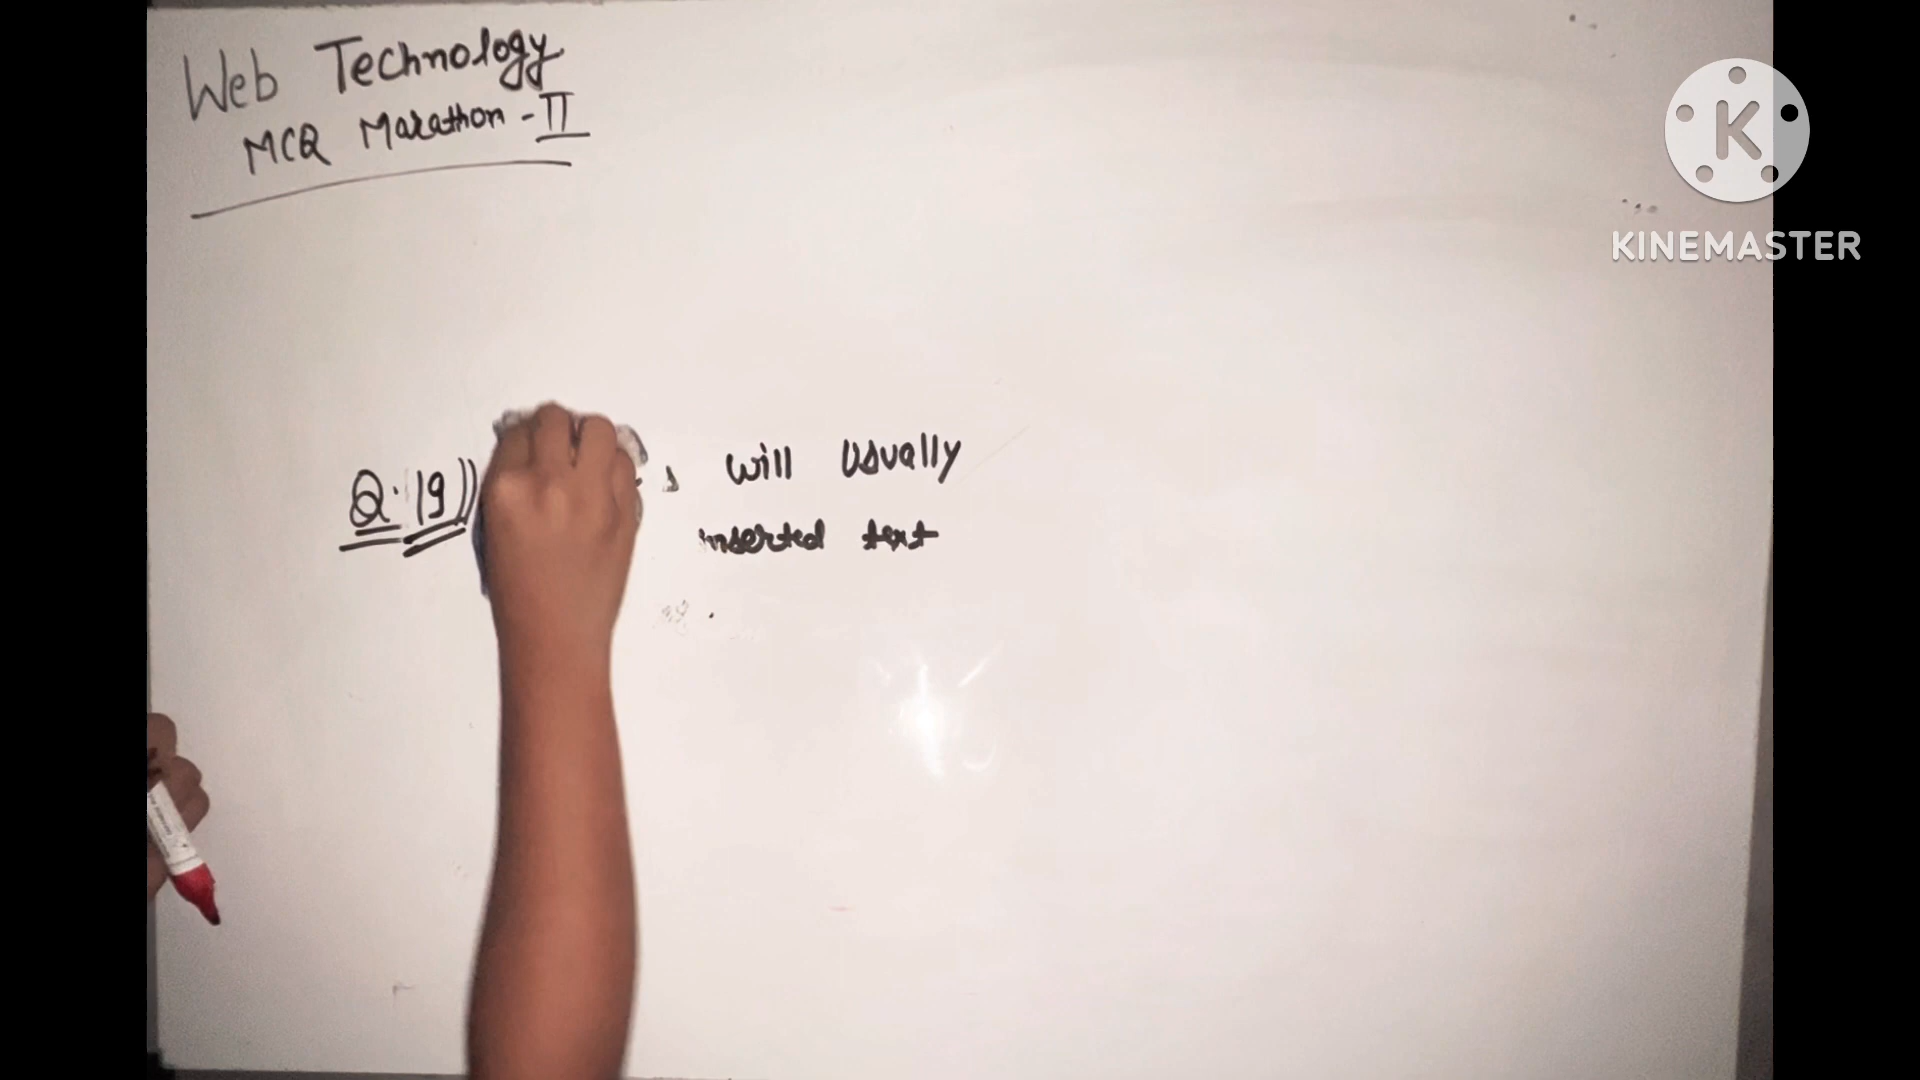 Web Technology
MCQ Marathon - II
K
KINEMASTER
Q. 19)) s will usually
inserted text